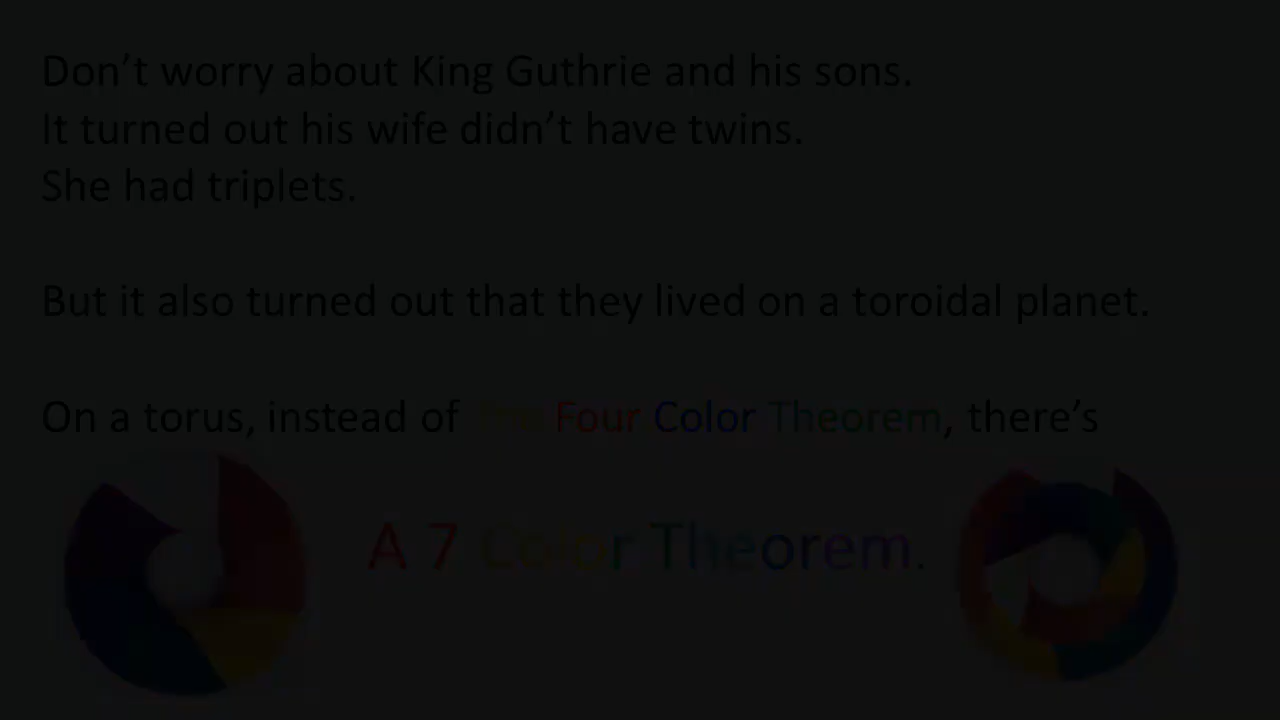 Don’t worry about King Guthrie and his sons.
It turned out his wife didn’t have twins.
She had triplets.
But it also turned out that they lived on a toroidal planet.
On a torus, instead of The Four Color Theorem, there’s
A 7 Color Theorem.